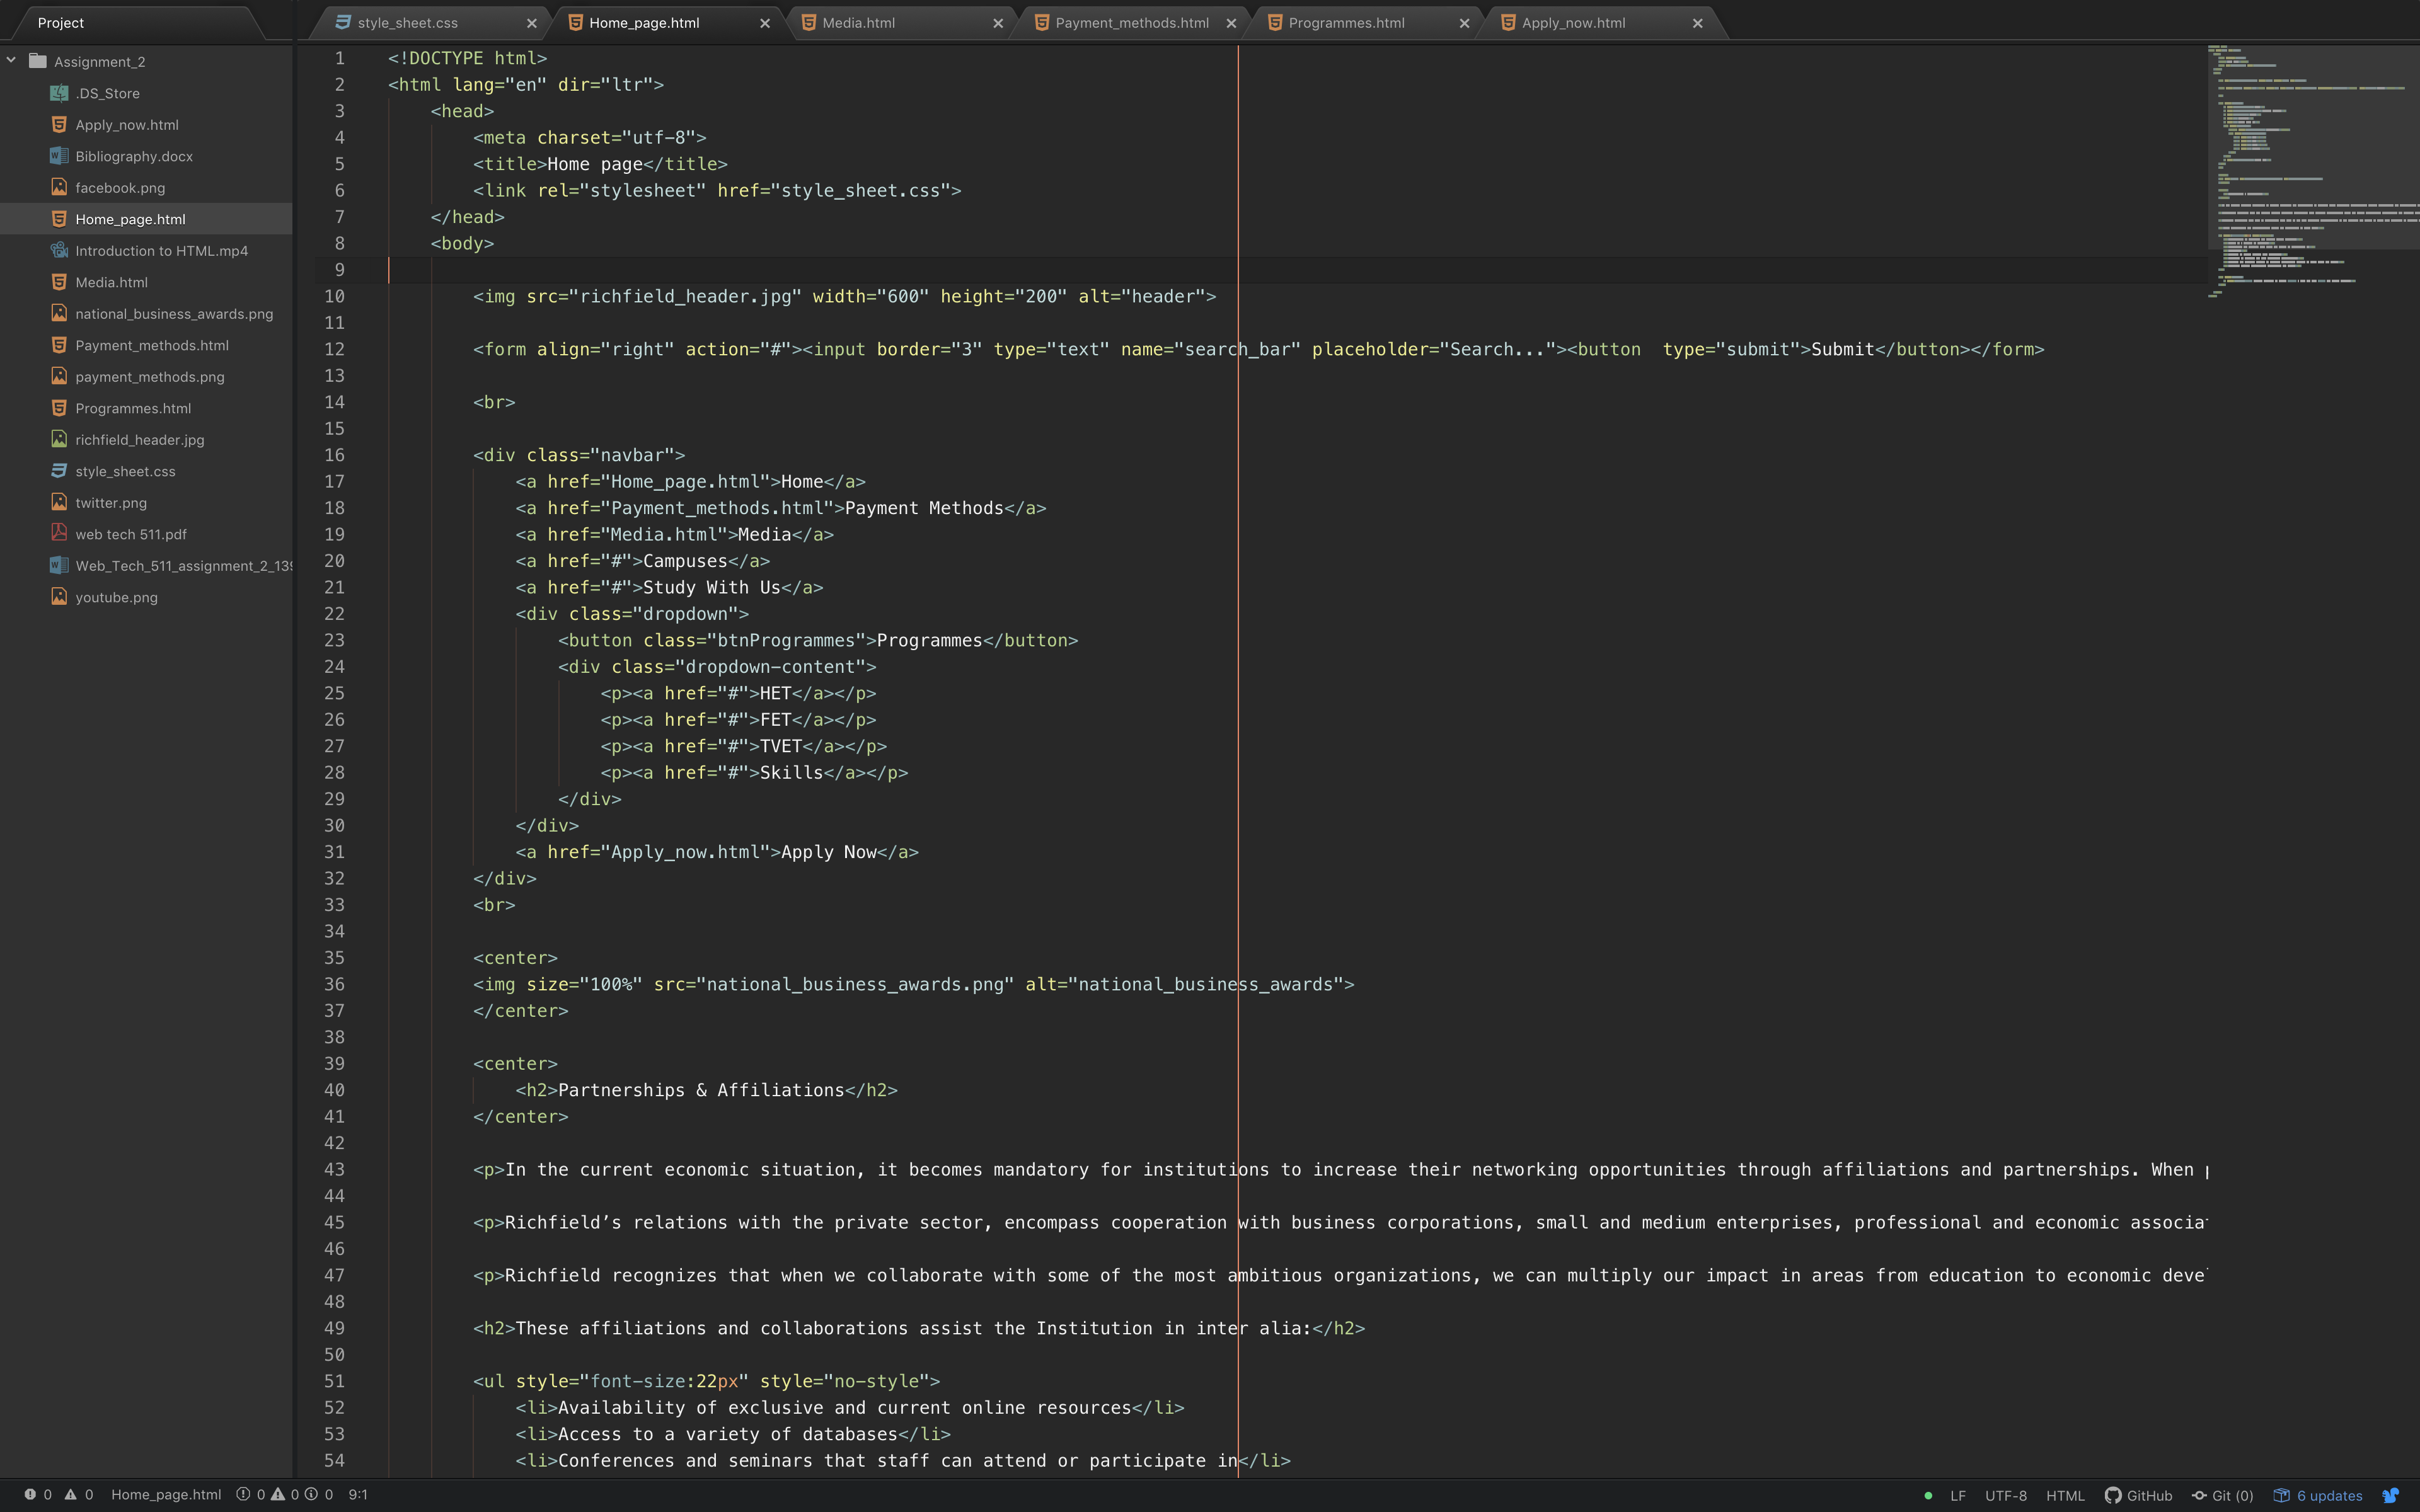 Project
style_sheet.css
Home_page.html
Media.html
Payment_methods.html
Programmes.html
Apply_now.html
Assignment_2
.DS_Store
Apply_now.html
Bibliography.docx
facebook.png
Home_page.html
Introduction to HTML.mp4
Media.html
national_business_awards.png
Payment_methods.html
payment_methods.png
Programmes.html
richfield_header.jpg
style_sheet.css
twitter.png
web tech 511.pdf
Web_Tech_511_assignment_2_139
youtube.png
1 <!DOCTYPE html>
2 <html lang="en" dir="ltr">
3 <head>
4 <meta charset="utf-8">
5 <title>Home page</title>
6 <link rel="stylesheet" href="style_sheet.css">
7 </head>
8 <body>
9
10 <img src="richfield_header.jpg" width="600" height="200" alt="header">
11
12 <form align="right" action="#"><input border="3" type="text" name="search_bar" placeholder="Search..."><button  type="submit">Submit</button></form>
13
14 <br>
15
16 <div class="navbar">
17 <a href="Home_page.html">Home</a>
18 <a href="Payment_methods.html">Payment Methods</a>
19 <a href="Media.html">Media</a>
20 <a href="#">Campuses</a>
21 <a href="#">Study With Us</a>
22 <div class="dropdown">
23 <button class="btnProgrammes">Programmes</button>
24 <div class="dropdown-content">
25 <p><a href="#">HET</a></p>
26 <p><a href="#">FET</a></p>
27 <p><a href="#">TVET</a></p>
28 <p><a href="#">Skills</a></p>
29 </div>
30 </div>
31 <a href="Apply_now.html">Apply Now</a>
32 </div>
33 <br>
34
35 <center>
36 <img size="100%" src="national_business_awards.png" alt="national_business_awards">
37 </center>
38
39 <center>
40 <h2>Partnerships & Affiliations</h2>
41 </center>
42
43 <p>In the current economic situation, it becomes mandatory for institutions to increase their networking opportunities through affiliations and partnerships. When
44
45 <p>Richfield’s relations with the private sector, encompass cooperation with business corporations, small and medium enterprises, professional and economic associa
46
47 <p>Richfield recognizes that when we collaborate with some of the most ambitious organizations, we can multiply our impact in areas from education to economic deve
48
49 <h2>These affiliations and collaborations assist the Institution in inter alia:</h2>
50
51 <ul style="font-size:22px" style="no-style">
52 <li>Availability of exclusive and current online resources</li>
53 <li>Access to a variety of databases</li>
54 <li>Conferences and seminars that staff can attend or participate in</li>
0 0 Home_page.html 0 0 0 9:1 LF UTF-8 HTML GitHub Git (0) 6 updates